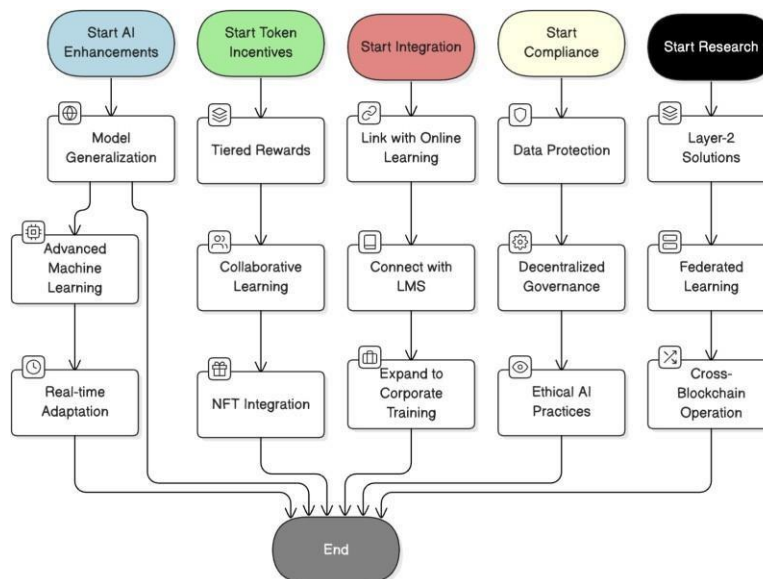 Start AI
Enhancements
Start Token
Incentives
Start Integration
Start
Compliance
Start Research
Model
Generalization
Tiered Rewards
Link with Online
Learning
Data Protection
Layer-2
Solutions
Advanced
Machine
Learning
Collaborative
Learning
Connect with
LMS
Decentralized
Governance
Federated
Learning
Real-time
Adaptation
NFT Integration
Expand to
Corporate
Training
Ethical AI
Practices
Cross-
Blockchain
Operation
End